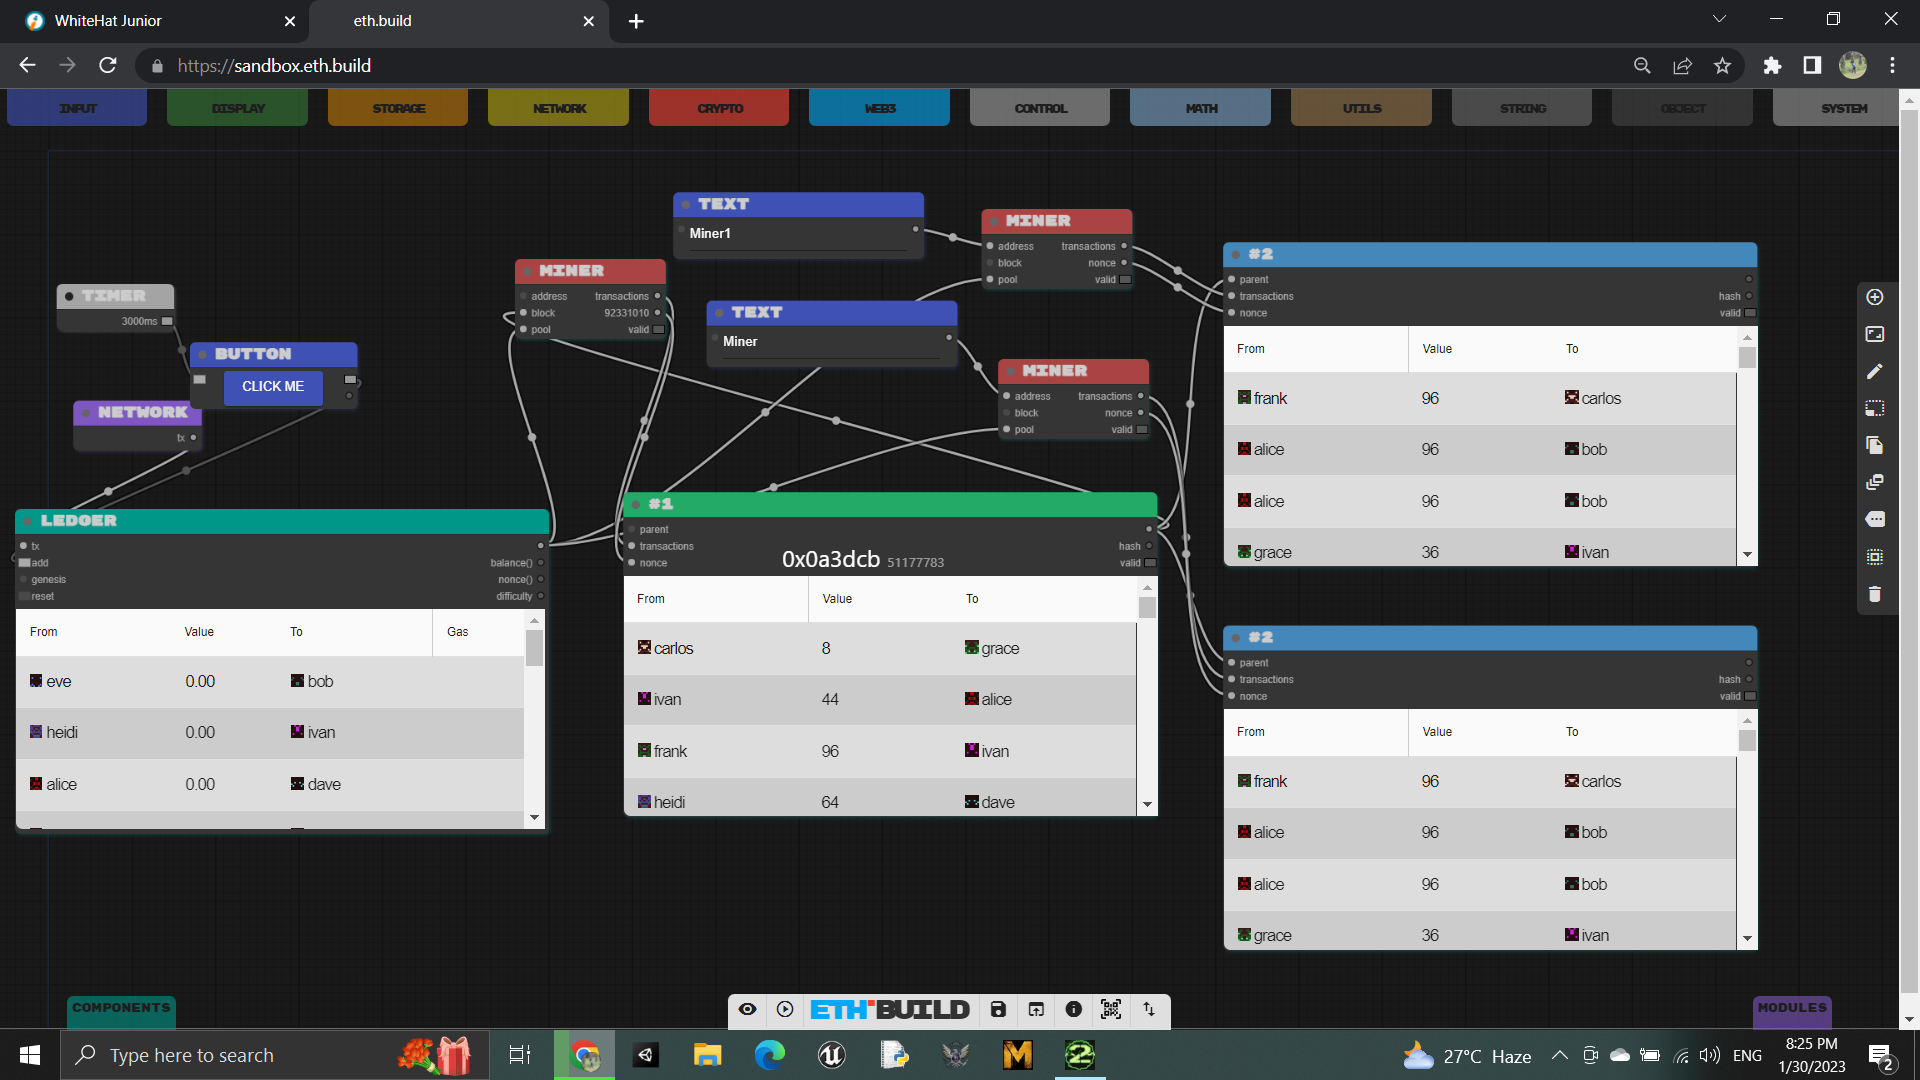 WhiteHat Junior
eth.build
https://sandbox.eth.build
INPUT
DISPLAY
STORAGE
NETWORK
CRYPTO
WEB3
CONTROL
MATH
UTILS
STRING
OBJECT
SYSTEM
TIMER
3000ms
BUTTON
CLICK ME
NETWORK
tx
MINER
address transactions
block 92331010
pool valid
TEXT
Miner1
TEXT
Miner
MINER
address transactions
block nonce
pool valid
MINER
address transactions
block nonce
pool valid
LEDGER
tx
add balance()
genesis nonce()
reset difficulty
From Value To Gas
eve 0.00 bob
heidi 0.00 ivan
alice 0.00 dave
#1
parent
transactions hash
nonce valid
0x0a3dcb 51177783
From Value To
carlos 8 grace
ivan 44 alice
frank 96 ivan
heidi 64 dave
#2
parent
transactions hash
nonce valid
From Value To
frank 96 carlos
alice 96 bob
alice 96 bob
grace 36 ivan
#2
parent
transactions hash
nonce valid
From Value To
frank 96 carlos
alice 96 bob
alice 96 bob
grace 36 ivan
COMPONENTS
ETH BUILD
MODULES
Type here to search
27°C Haze
ENG
8:25 PM
1/30/2023
2